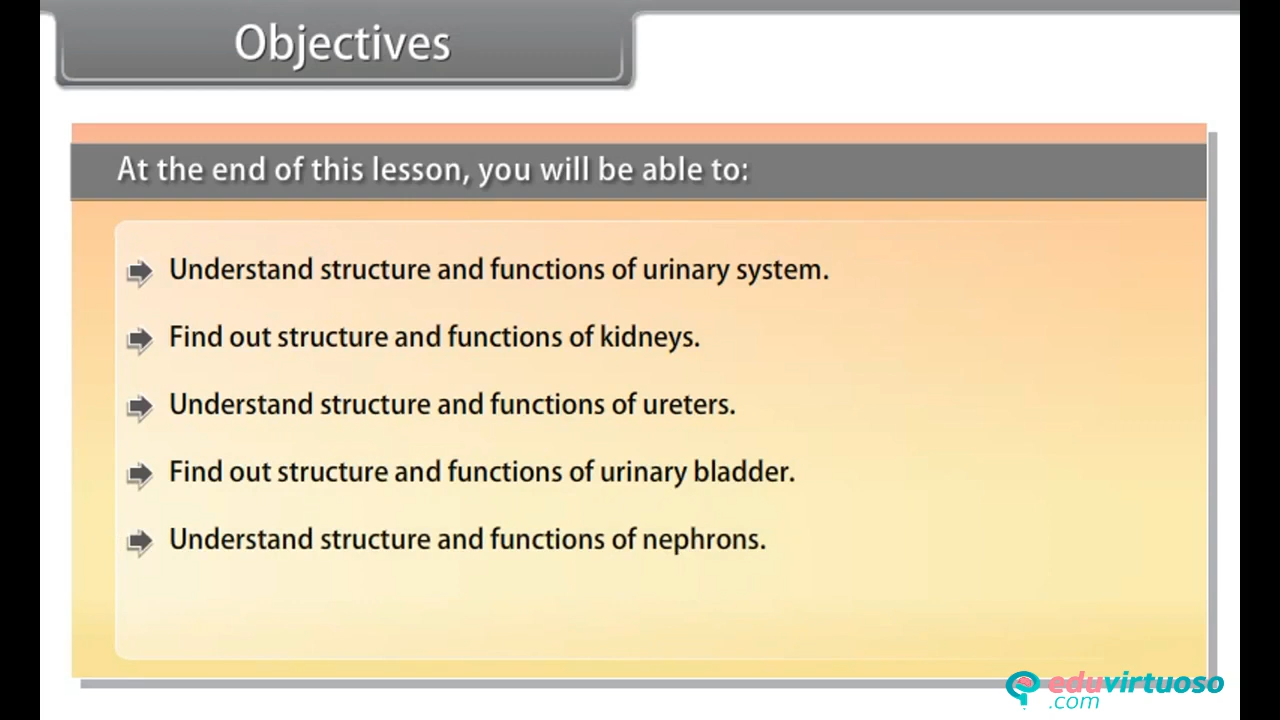 Objectives
At the end of this lesson, you will be able to:
Understand structure and functions of urinary system.
Find out structure and functions of kidneys.
Understand structure and functions of ureters.
Find out structure and functions of urinary bladder.
Understand structure and functions of nephrons.
eduvirtuoso
.com